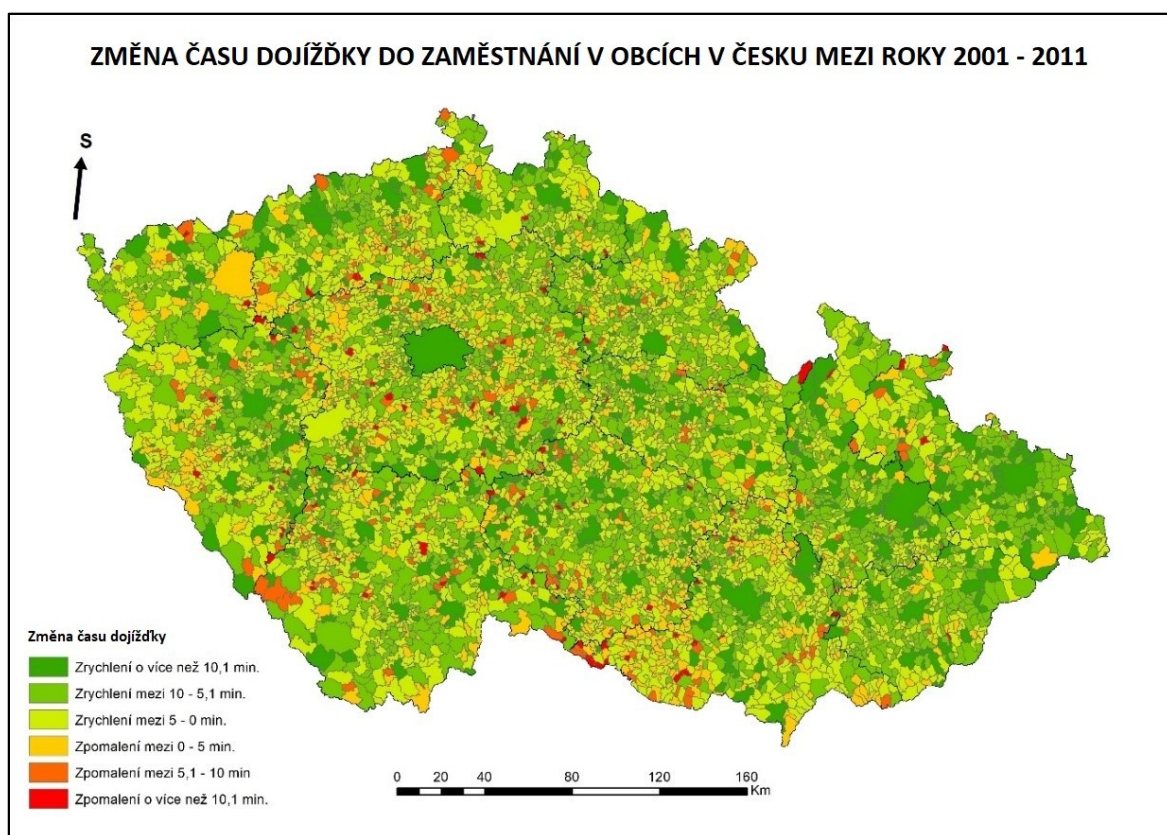 ZMĚNA ČASU DOJÍŽĎKY DO ZAMĚSTNÁNÍ V OBCÍCH V ČESKU MEZI ROKY 2001 - 2011
S
Změna času dojížďky
Zrychlení o více než 10,1 min.
Zrychlení mezi 10 - 5,1 min.
Zrychlení mezi 5 - 0 min.
Zpomalení mezi 0 - 5 min.
Zpomalení mezi 5,1 - 10 min
Zpomalení o více než 10,1 min.
0 10 20 40 80 120 160
Km